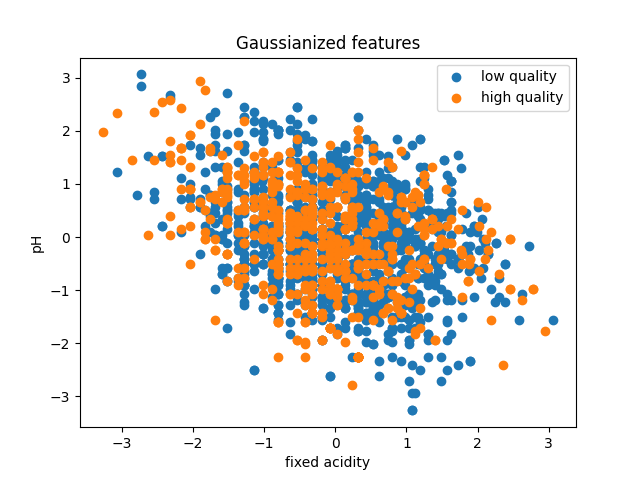 Gaussianized features
low quality
high quality
3
2
1
0
−1
−2
−3
pH
−3
−2
−1
0
1
2
3
fixed acidity